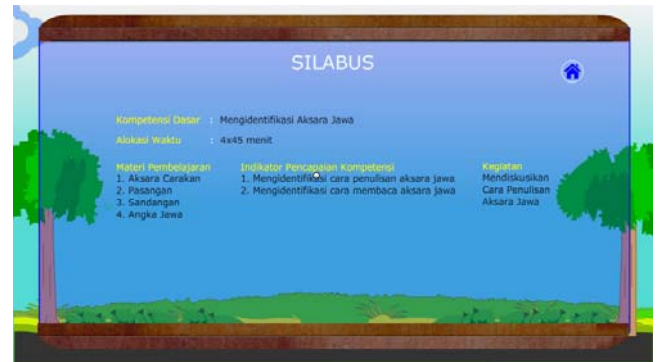 SILABUS
Kompetensi Dasar : Mengidentifikasi Aksara Jawa
Alokasi Waktu : 4x45 menit
Materi Pembelajaran
1. Aksara Carakan
2. Pasangan
3. Sandangan
4. Angka Jawa
Indikator Pencapaian Kompetensi
1. Mengidentifikasi cara penulisan aksara jawa
2. Mengidentifikasi cara membaca aksara jawa
Kegiatan
Mendiskusikan
Cara Penulisan
Aksara Jawa